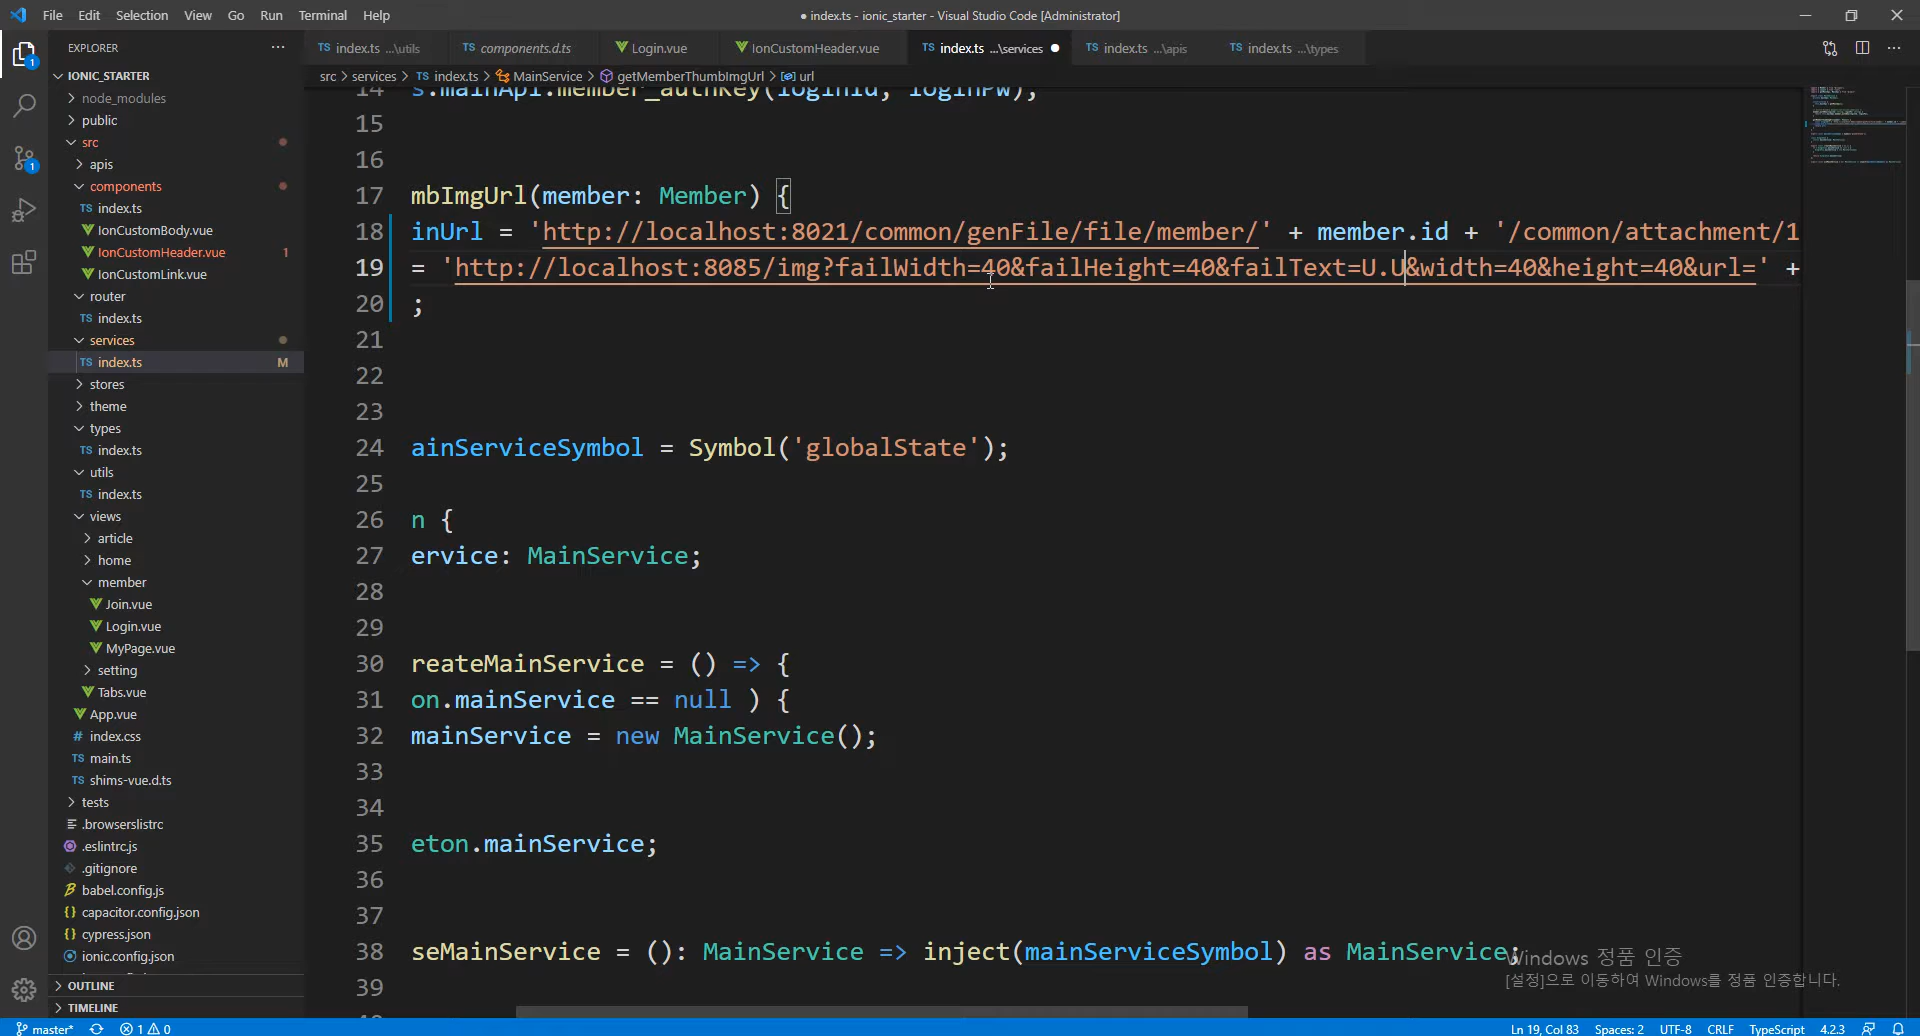 File Edit Selection View Go Run Terminal Help
● index.ts - ionic_starter - Visual Studio Code [Administrator]
EXPLORER
TS index.ts ...\utils
TS components.d.ts
Login.vue
IonCustomHeader.vue
TS index.ts ...\services ●
TS index.ts ...\apis
TS index.ts ...\types
src > services > TS index.ts > MainService > getMemberThumbImgUrl > url
IONIC_STARTER
node_modules
public
src
apis
components
TS index.ts
IonCustomBody.vue
IonCustomHeader.vue 1
IonCustomLink.vue
router
TS index.ts
services
TS index.ts M
stores
theme
types
TS index.ts
utils
TS index.ts
views
article
home
member
Join.vue
Login.vue
MyPage.vue
setting
Tabs.vue
App.vue
# index.css
TS main.ts
TS shims-vue.d.ts
tests
.browserslistrc
.eslintrc.js
.gitignore
babel.config.js
{} capacitor.config.json
{} cypress.json
ionic.config.json
OUTLINE
TIMELINE
14 s.mainApi.member_authKey(loginId, loginPw);
15
16
17 mbImgUrl(member: Member) {
18 inUrl = 'http://localhost:8021/common/genFile/file/member/' + member.id + '/common/attachment/1
19 = 'http://localhost:8085/img?failWidth=40&failHeight=40&failText=U.U&width=40&height=40&url=' +
20 ;
21
22
23
24 ainServiceSymbol = Symbol('globalState');
25
26 n {
27 ervice: MainService;
28
29
30 reateMainService = () => {
31 on.mainService == null ) {
32 mainService = new MainService();
33
34
35 eton.mainService;
36
37
38 seMainService = (): MainService => inject(mainServiceSymbol) as MainService;
39
Windows 정품 인증
[설정]으로 이동하여 Windows를 정품 인증합니다.
master* 1 0
Ln 19, Col 83 Spaces: 2 UTF-8 CRLF TypeScript 4.2.3